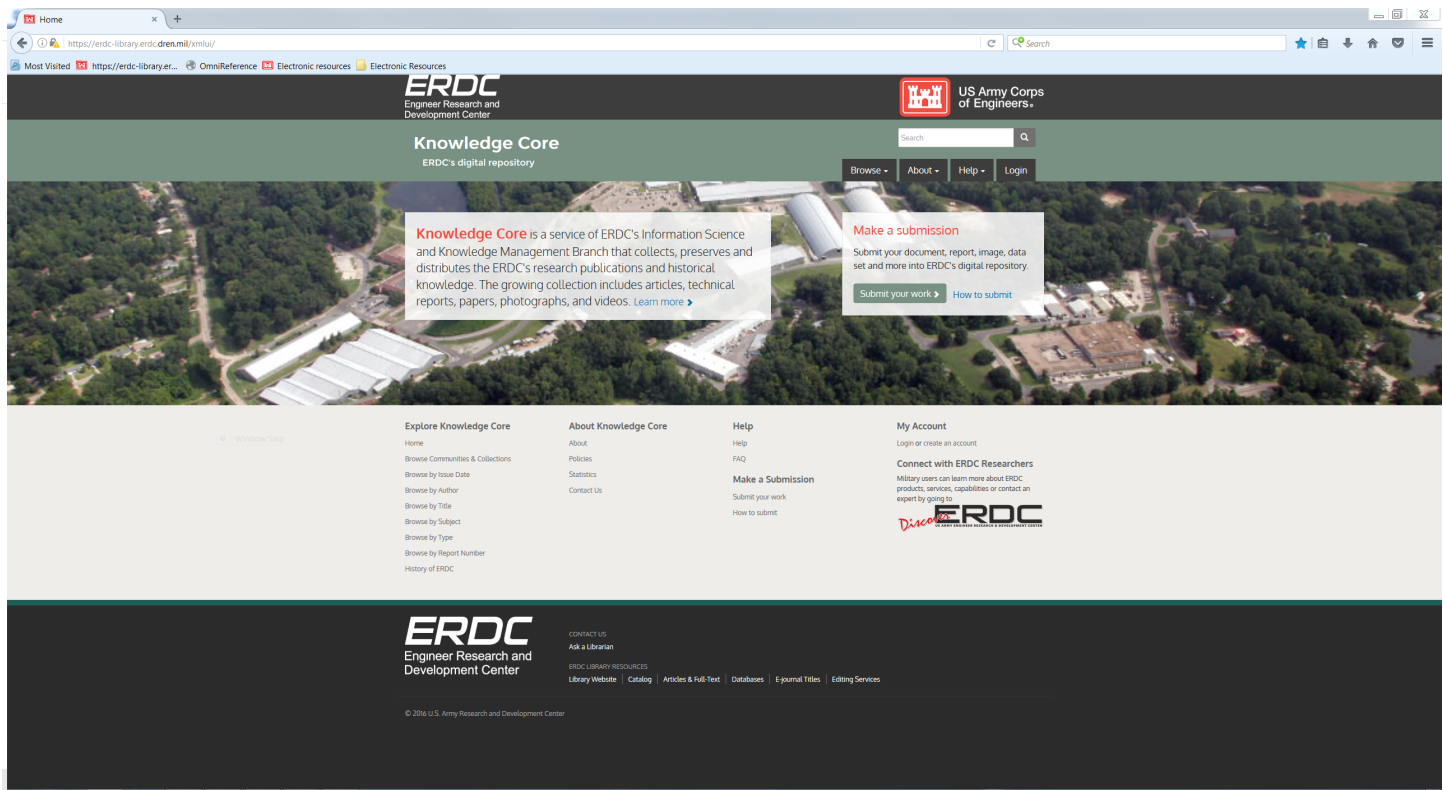 Home
https://erdc-library.erdc.dren.mil/xmlui/
Search
Most Visited https://erdc-library.er... OmniReference Electronic resources Electronic Resources
ERDC
Engineer Research and
Development Center
US Army Corps
of Engineers®
Knowledge Core
ERDC's digital repository
Search
Browse About Help Login
Knowledge Core is a service of ERDC's Information Science
and Knowledge Management Branch that collects, preserves and
distributes the ERDC's research publications and historical
knowledge. The growing collection includes articles, technical
reports, papers, photographs, and videos. Learn more
Make a submission
Submit your document, report, image, data
set and more into ERDC's digital repository.
Submit your work How to submit
Explore Knowledge Core
Home
Browse Communities & Collections
Browse by Issue Date
Browse by Author
Browse by Title
Browse by Subject
Browse by Type
Browse by Report Number
History of ERDC
About Knowledge Core
About
Policies
Statistics
Contact Us
Help
Help
FAQ
Make a Submission
Submit your work
How to submit
My Account
Login or create an account
Connect with ERDC Researchers
Military users can learn more about ERDC
products, services, capabilities or contact an
expert by going to
Discover ERDC
US ARMY ENGINEER RESEARCH & DEVELOPMENT CENTER
ERDC
Engineer Research and
Development Center
CONTACT US
Ask a Librarian
ERDC LIBRARY RESOURCES
Library Website | Catalog | Articles & Full-Text | Databases | E-journal Titles | Editing Services
© 2016 U.S. Army Research and Development Center